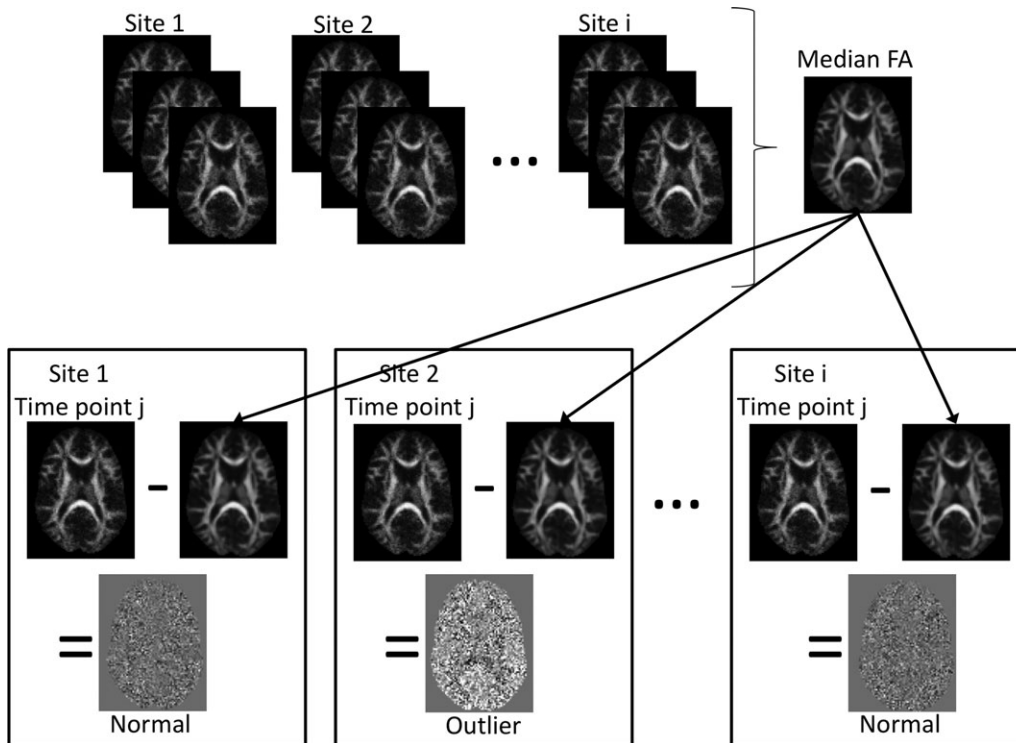 Site 1
Site 2
Site i
Median FA
...
Site 1
Time point j
-
Site 2
Time point j
-
...
Site i
Time point j
-
=
Normal
=
Outlier
=
Normal